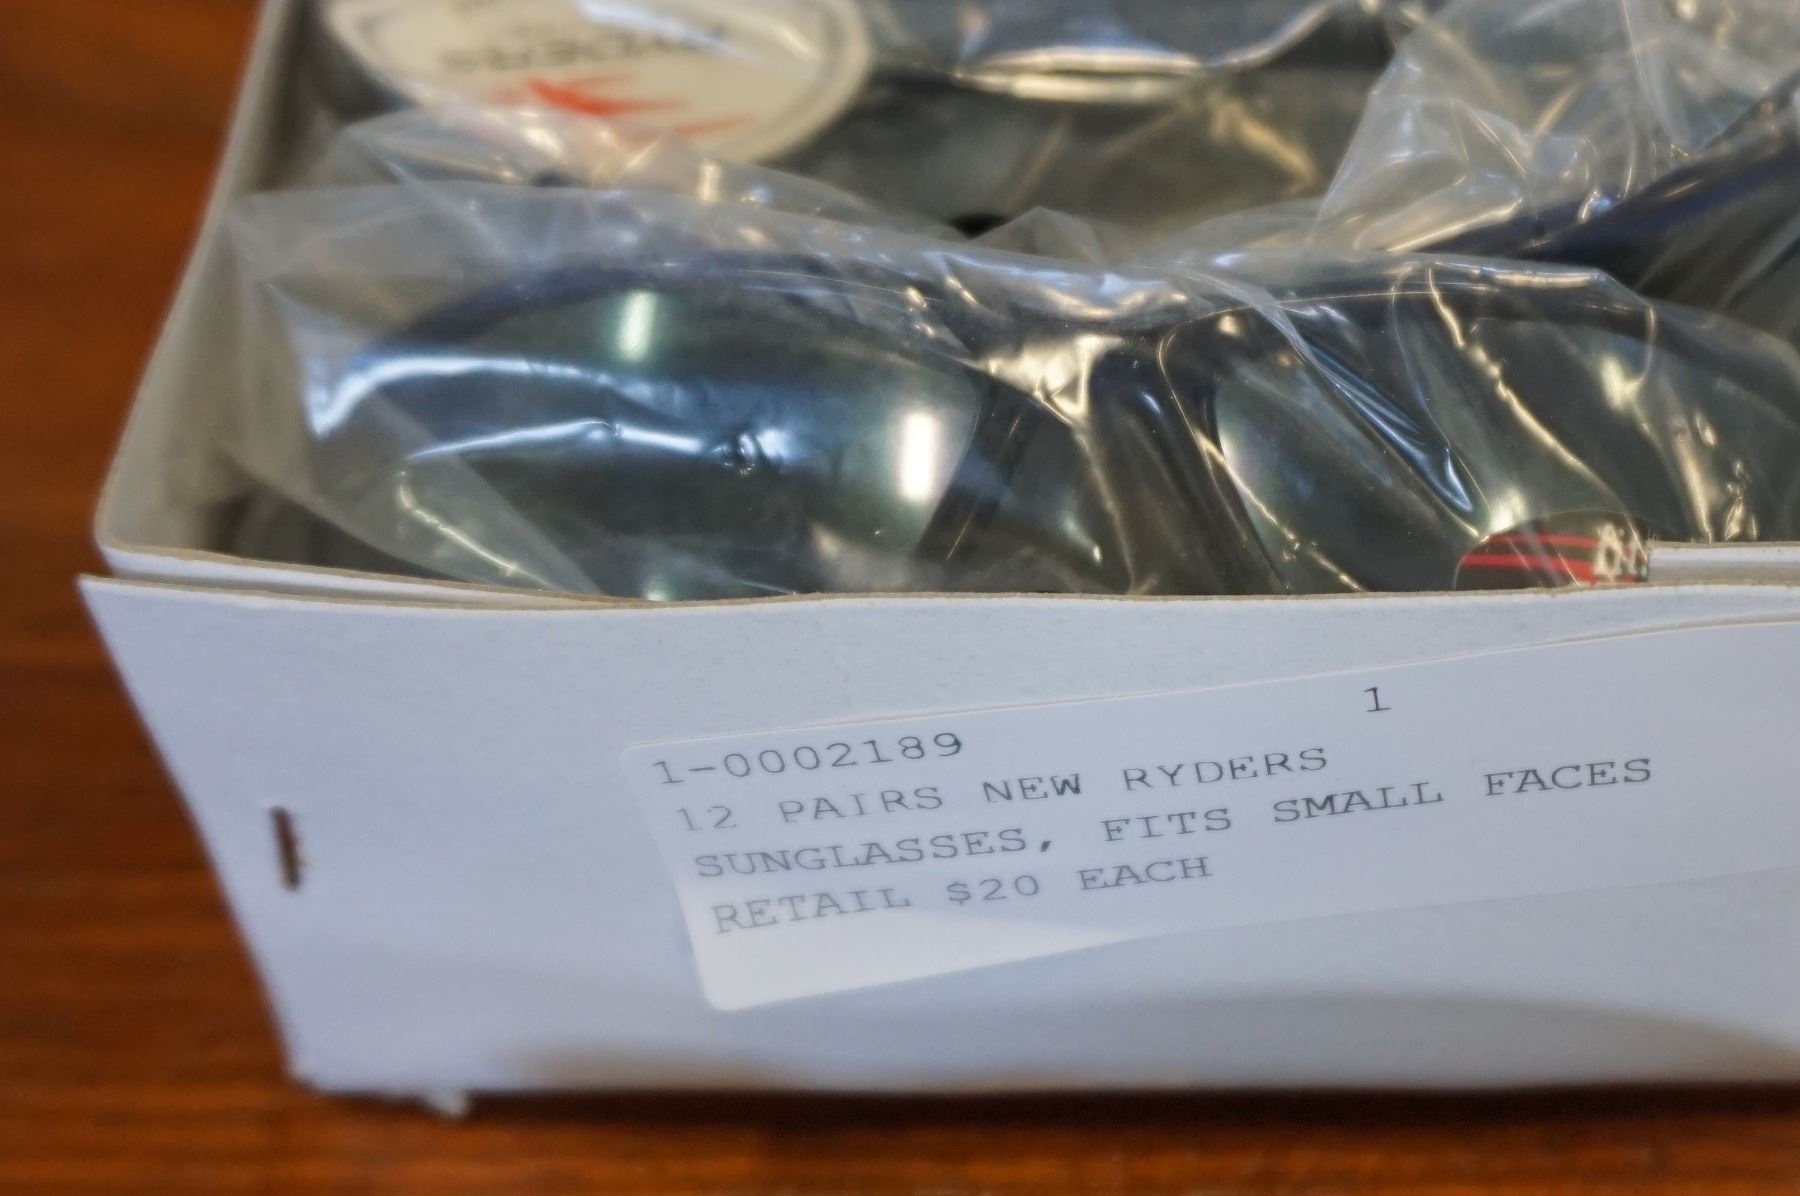 1-0002189 1
12 PAIRS NEW RYDERS
SUNGLASSES, FITS SMALL FACES
RETAIL $20 EACH